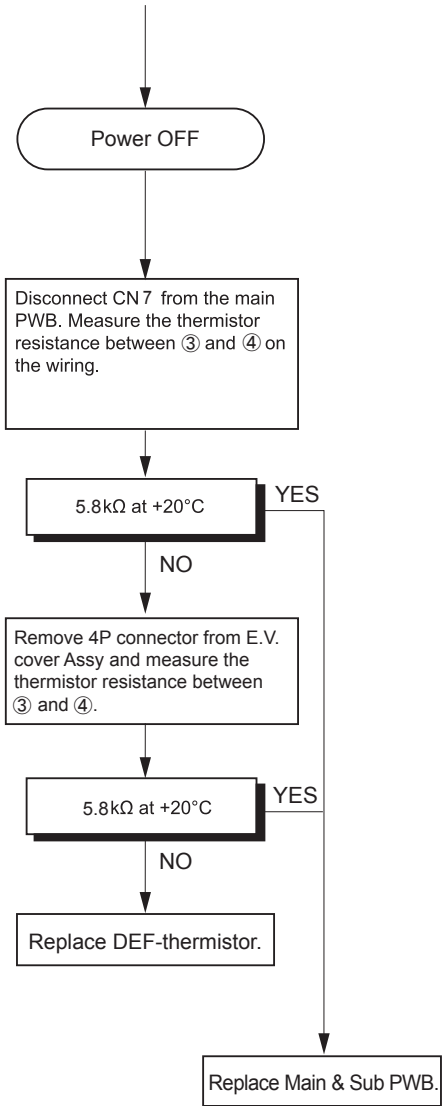 Power OFF
Disconnect CN7 from the main
PWB. Measure the thermistor
resistance between ③ and ④ on
the wiring.
5.8kΩ at +20°C
YES
NO
Remove 4P connector from E.V.
cover Assy and measure the
thermistor resistance between
③ and ④.
5.8kΩ at +20°C
YES
NO
Replace DEF-thermistor.
Replace Main & Sub PWB.